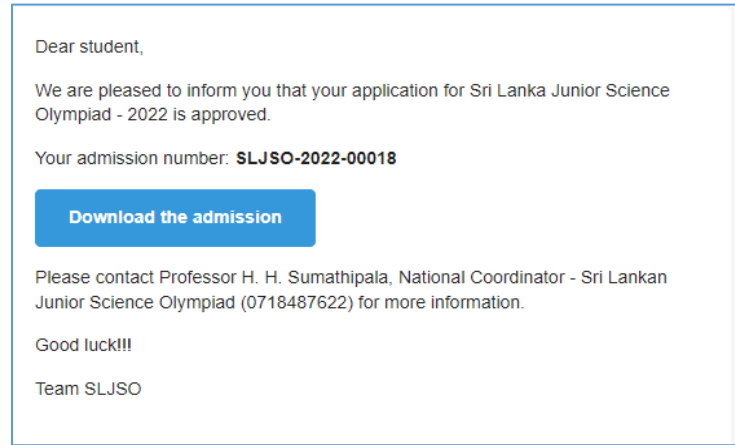 Dear student,
We are pleased to inform you that your application for Sri Lanka Junior Science
Olympiad - 2022 is approved.
Your admission number: SLJSO-2022-00018
Download the admission
Please contact Professor H. H. Sumathipala, National Coordinator - Sri Lankan
Junior Science Olympiad (0718487622) for more information.
Good luck!!!
Team SLJSO